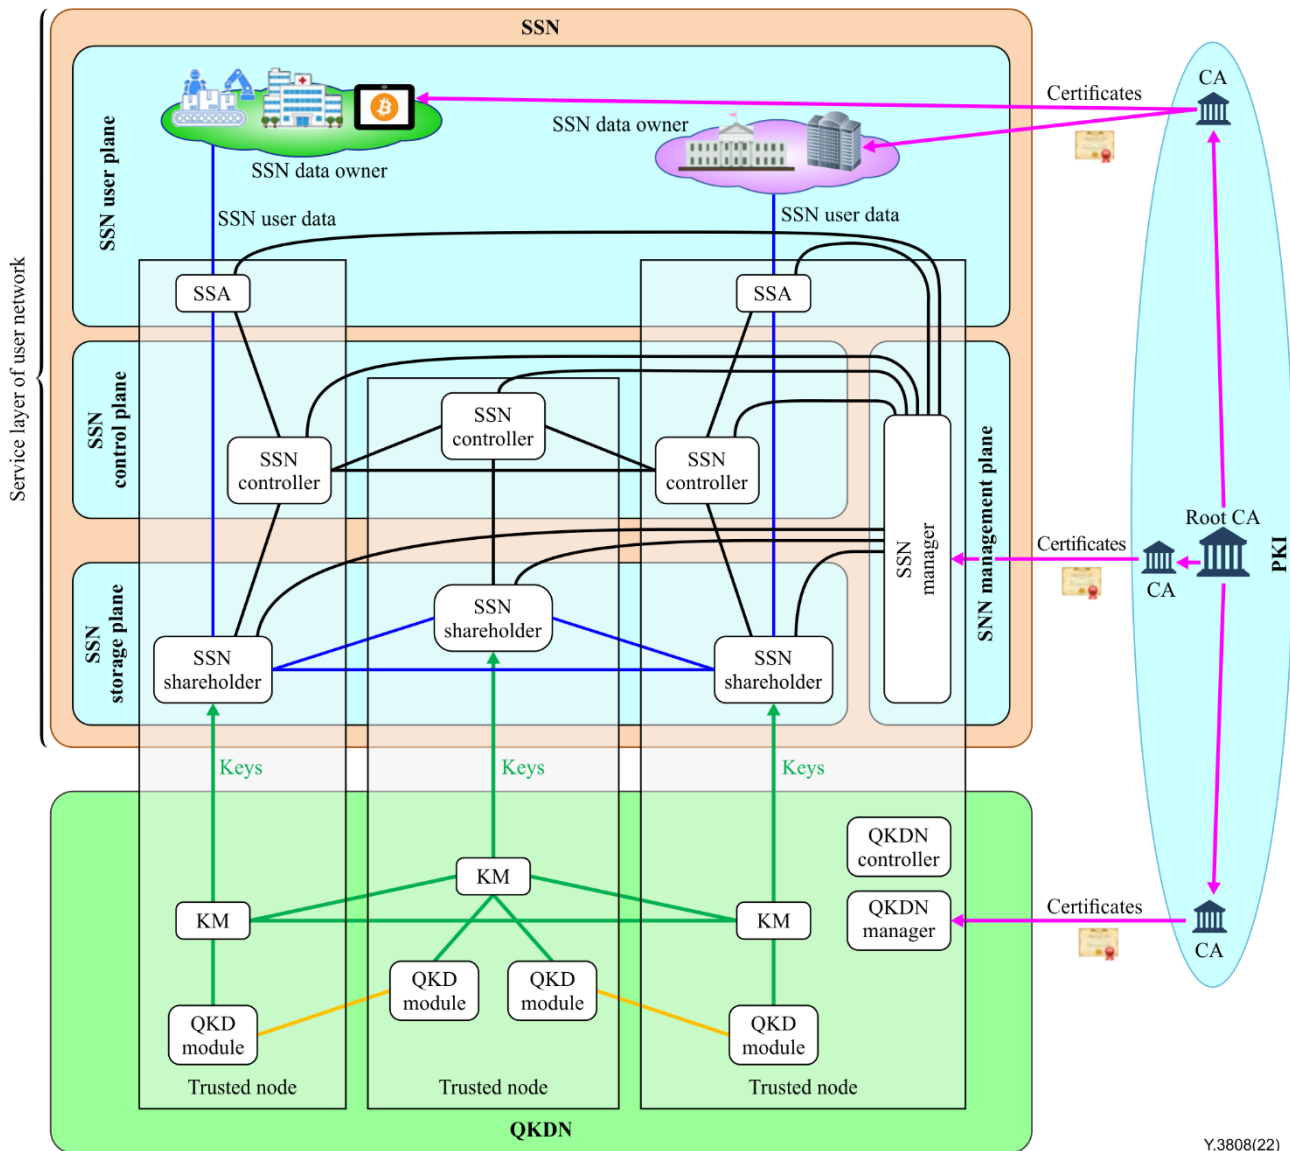 SSN
Service layer of user network
SSN user plane
SSN data owner
SSN data owner
Certificates
CA
SSN user data
SSN user data
SSA
SSA
SSN
control plane
SSN
controller
SSN
controller
SSN
controller
SSN
manager
SNN management plane
Certificates
CA
Root CA
PKI
SSN
storage plane
SSN
shareholder
SSN
shareholder
SSN
shareholder
Keys
Keys
Keys
KM
KM
KM
QKDN
controller
QKDN
manager
Certificates
CA
QKD
module
QKD
module
QKD
module
QKD
module
Trusted node
Trusted node
Trusted node
QKDN
Y.3808(22)